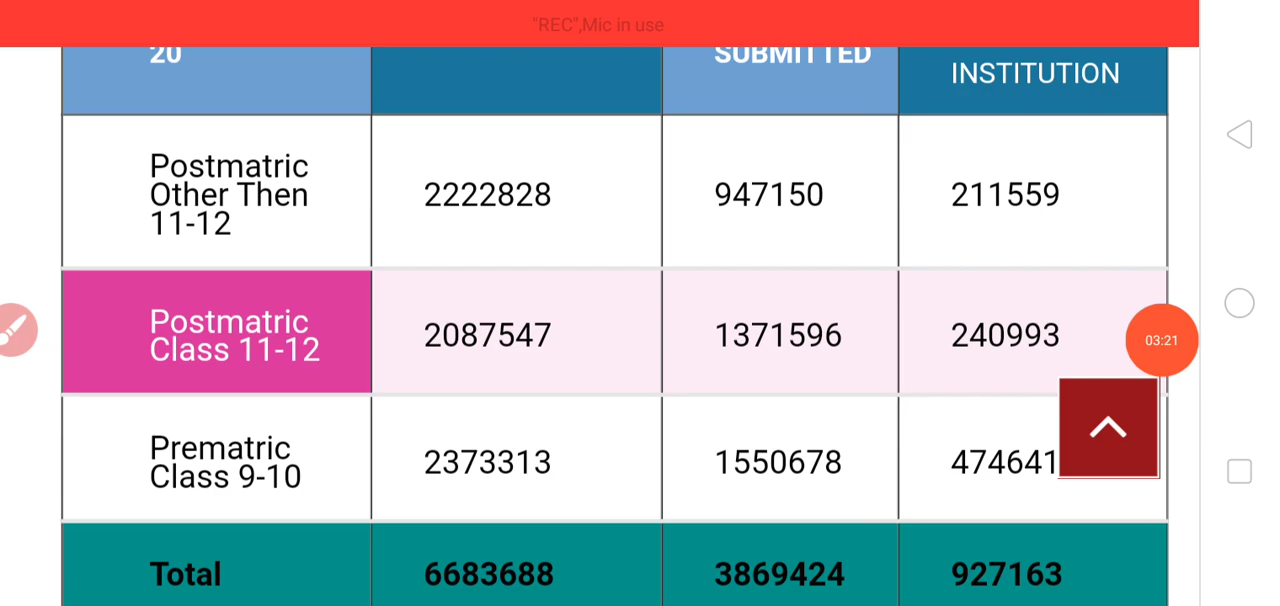 "REC",Mic in use
20
SUBMITTED
INSTITUTION
Postmatric
Other Then
11-12
2222828
947150
211559
Postmatric
Class 11-12
2087547
1371596
240993
03:21
Prematric
Class 9-10
2373313
1550678
474641
Total
6683688
3869424
927163